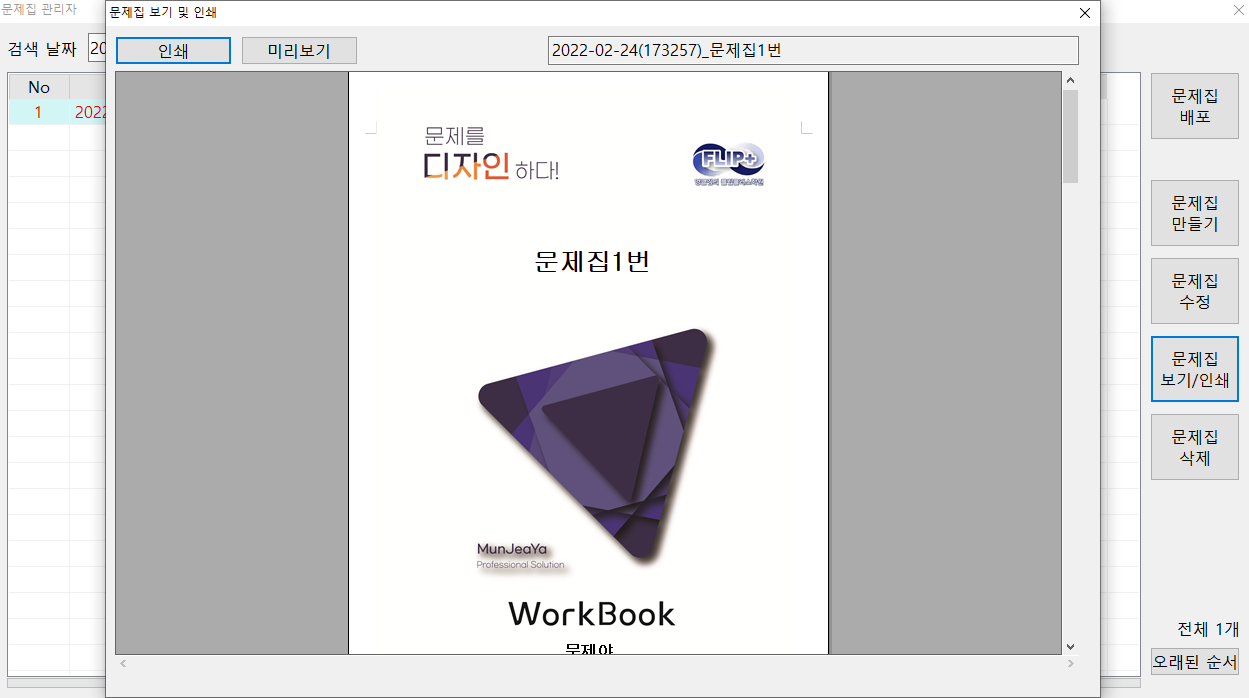 문제집 관리자
검색 날짜
20
No
1
2022
문제집 보기 및 인쇄
인쇄
미리보기
2022-02-24(173257)_문제집1번
문제를
디자인 하다!
FLIP+
문제집1번
MunJeaYa
Professional Solution
WorkBook
문제야
문제집
배포
문제집
만들기
문제집
수정
문제집
보기/인쇄
문제집
삭제
전체 1개
오래된 순서